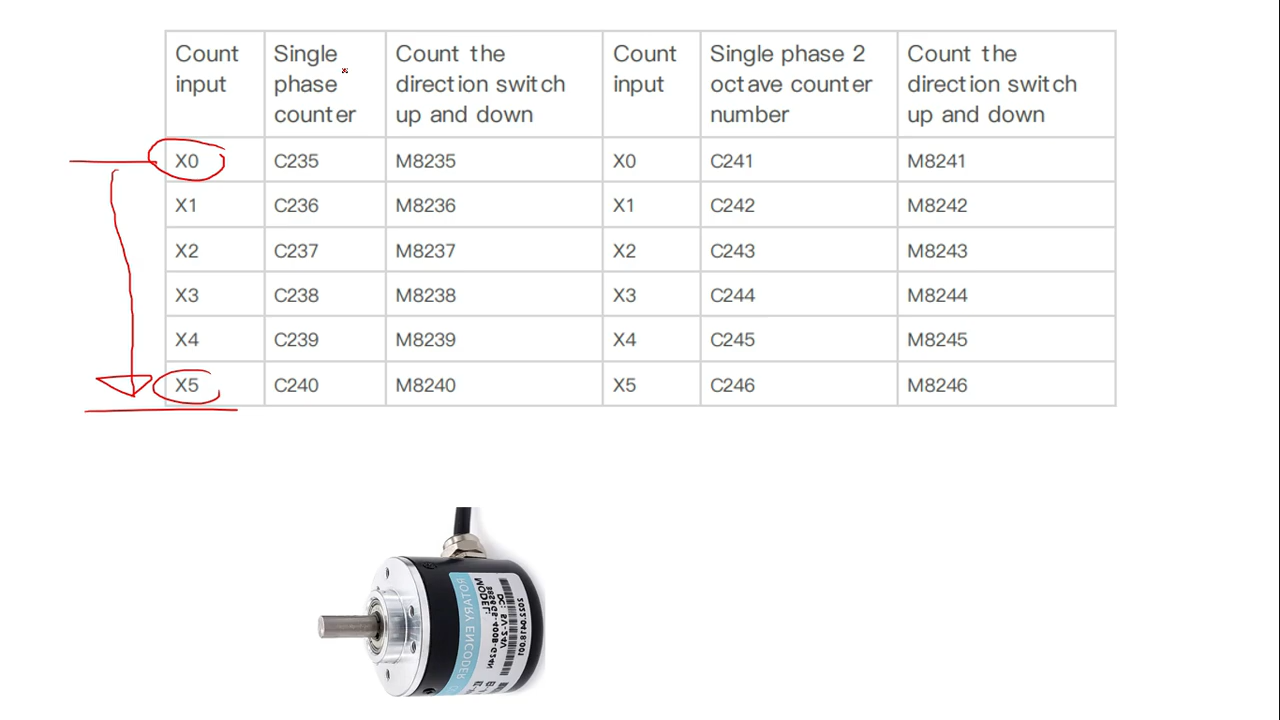 Count input
Single phase counter
Count the direction switch up and down
Count input
Single phase 2 octave counter number
Count the direction switch up and down
X0 C235 M8235 X0 C241 M8241
X1 C236 M8236 X1 C242 M8242
X2 C237 M8237 X2 C243 M8243
X3 C238 M8238 X3 C244 M8244
X4 C239 M8239 X4 C245 M8245
X5 C240 M8240 X5 C246 M8246
ROTARY ENCODER
MODEL: